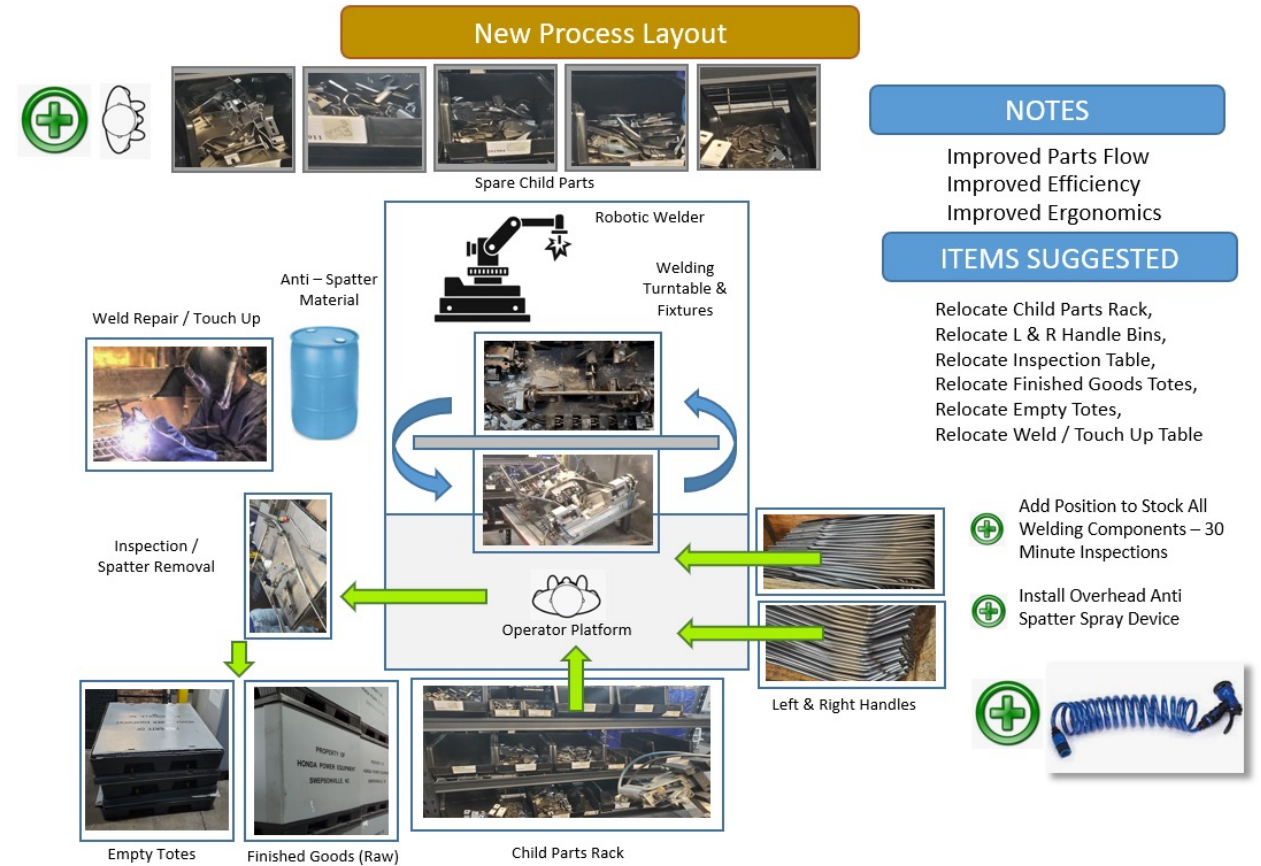 New Process Layout
Spare Child Parts
NOTES
Improved Parts Flow
Improved Efficiency
Improved Ergonomics
ITEMS SUGGESTED
Relocate Child Parts Rack,
Relocate L & R Handle Bins,
Relocate Inspection Table,
Relocate Finished Goods Totes,
Relocate Empty Totes,
Relocate Weld / Touch Up Table
Add Position to Stock All
Welding Components – 30
Minute Inspections
Install Overhead Anti
Spatter Spray Device
Robotic Welder
Welding
Turntable &
Fixtures
Anti – Spatter
Material
Weld Repair / Touch Up
Inspection /
Spatter Removal
Operator Platform
Left & Right Handles
PROPERTY OF
HONDA POWER EQUIPMENT
SWEPSONVILLE, NC
Empty Totes
Finished Goods (Raw)
Child Parts Rack